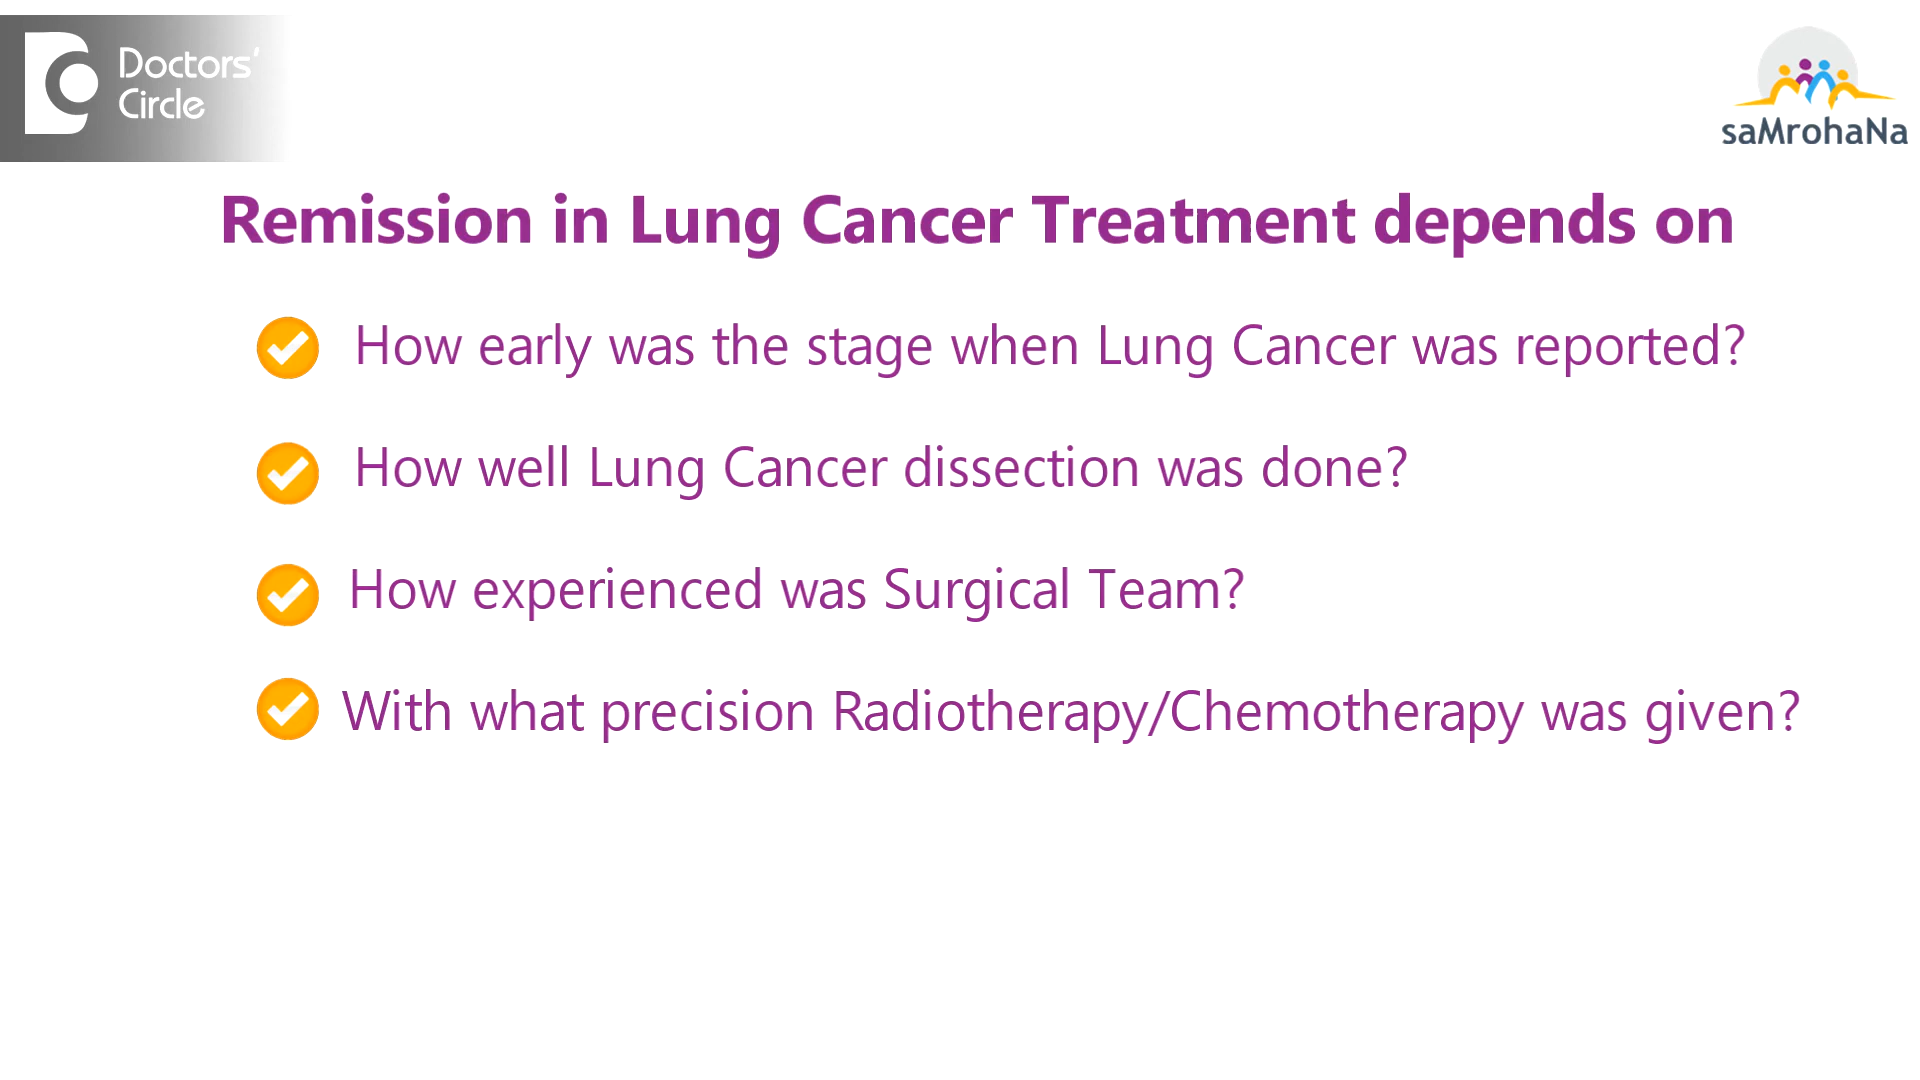 Doctors'
Circle
saMrohaNa
Remission in Lung Cancer Treatment depends on
How early was the stage when Lung Cancer was reported?
How well Lung Cancer dissection was done?
How experienced was Surgical Team?
With what precision Radiotherapy/Chemotherapy was given?